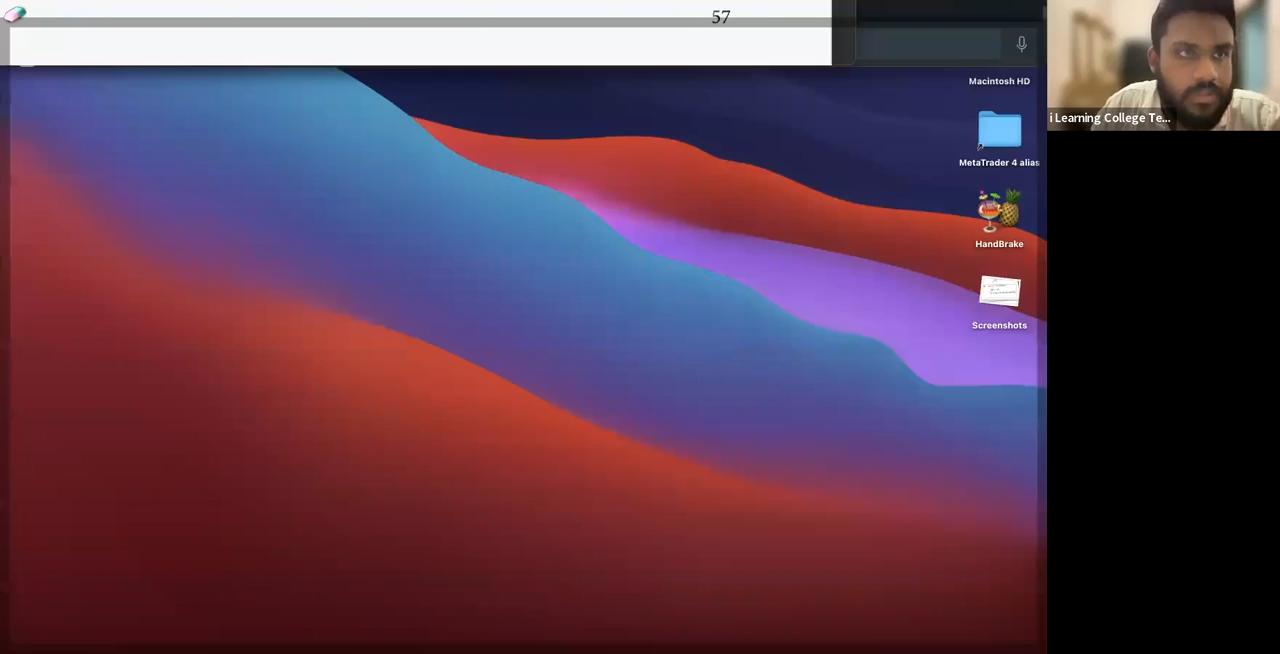 57
Macintosh HD
i Learning College Te...
MetaTrader 4 alias
HandBrake
Screenshots